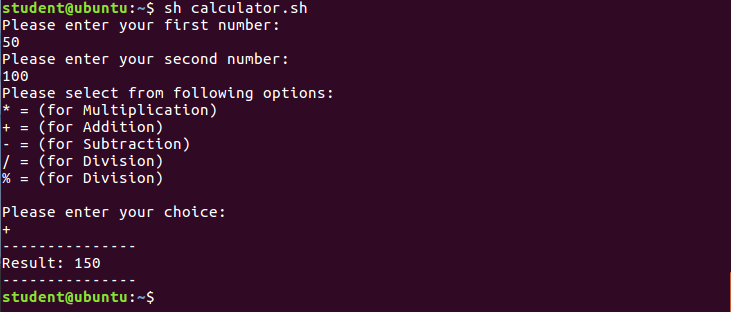 student@ubuntu:~$ sh calculator.sh
Please enter your first number:
50
Please enter your second number:
100
Please select from following options:
* = (for Multiplication)
+ = (for Addition)
- = (for Subtraction)
/ = (for Division)
% = (for Division)
Please enter your choice:
+
---------------
Result: 150
---------------
student@ubuntu:~$